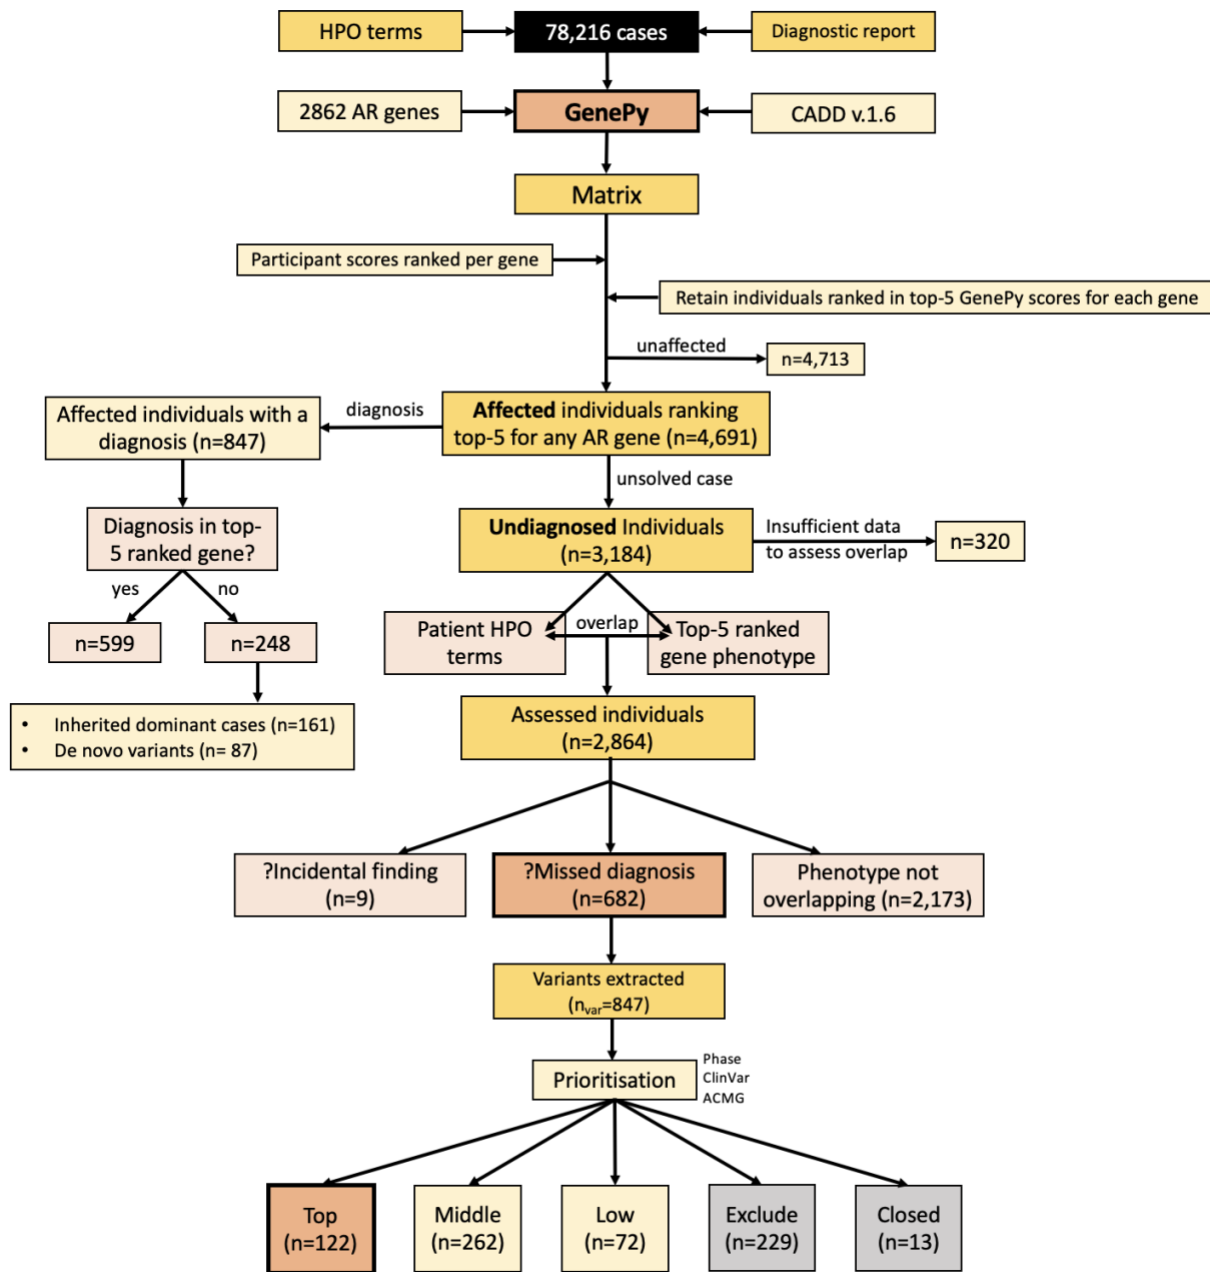 HPO terms
78,216 cases
Diagnostic report
2862 AR genes
GenePy
CADD v.1.6
Matrix
Participant scores ranked per gene
Retain individuals ranked in top-5 GenePy scores for each gene
unaffected
n=4,713
Affected individuals with a
diagnosis (n=847)
diagnosis
Affected individuals ranking
top-5 for any AR gene (n=4,691)
unsolved case
Diagnosis in top-
5 ranked gene?
Undiagnosed Individuals
(n=3,184)
Insufficient data
to assess overlap
n=320
yes
no
n=599
n=248
Patient HPO
terms
overlap
Top-5 ranked
gene phenotype
• Inherited dominant cases (n=161)
• De novo variants (n= 87)
Assessed individuals
(n=2,864)
?Incidental finding
(n=9)
?Missed diagnosis
(n=682)
Phenotype not
overlapping (n=2,173)
Variants extracted
(nvar=847)
Prioritisation
Phase
ClinVar
ACMG
Top
(n=122)
Middle
(n=262)
Low
(n=72)
Exclude
(n=229)
Closed
(n=13)